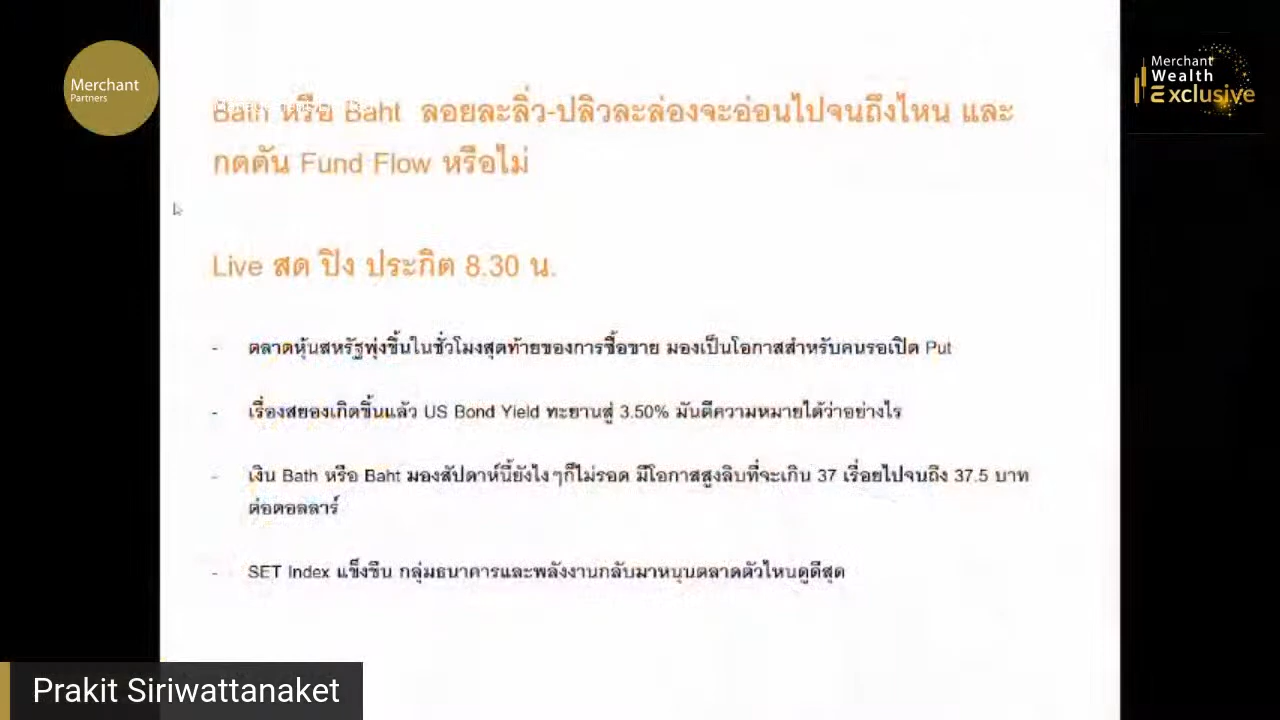 Merchant
Partners
Merchant
Wealth
Exclusive
Bath หรือ Baht ลอยละลิ่ว-ปลิวละล่องจะอ่อนไปจนถึงไหน และ
กดดัน Fund Flow หรือไม่
Live สด ปิง ประกิต 8.30 น.
- ตลาดหุ้นสหรัฐพุ่งขึ้นในชั่วโมงสุดท้ายของการซื้อขาย มองเป็นโอกาสสำหรับคนรอเปิด Put
- เรื่องสยองเกิดขึ้นแล้ว US Bond Yield ทะยานสู่ 3.50% มันตีความหมายได้ว่าอย่างไร
- เงิน Bath หรือ Baht มองสัปดาห์นี้ยังไงๆก็ไม่รอด มีโอกาสสูงลิบที่จะเกิน 37 เรื่อยไปจนถึง 37.5 บาท
ต่อดอลลาร์
- SET Index แข็งขืน กลุ่มธนาคารและพลังงานกลับมาหนุนตลาดตัวไหนดูดีสุด
Prakit Siriwattanaket